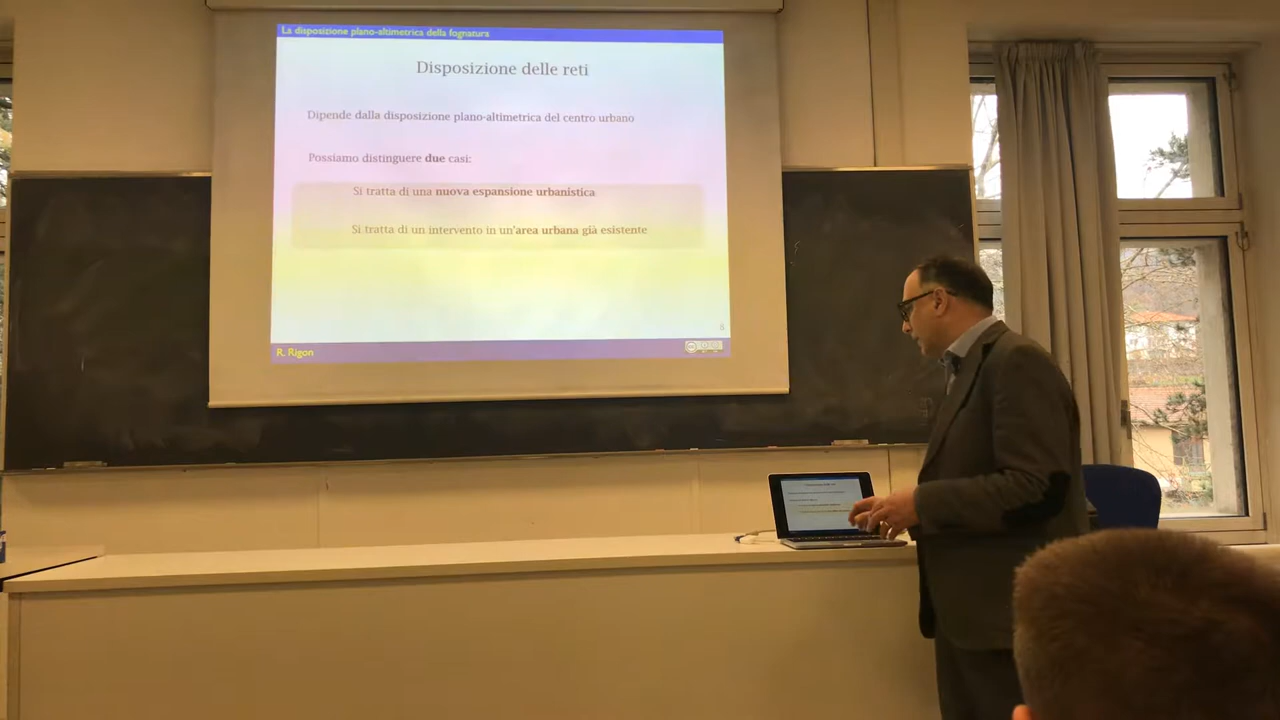 La disposizione plano-altimetrica della fognatura
Disposizione delle reti
Dipende dalla disposizione plano-altimetrica del centro urbano
Possiamo distinguere due casi:
Si tratta di una nuova espansione urbanistica
Si tratta di un intervento in un'area urbana già esistente
R. Rigon